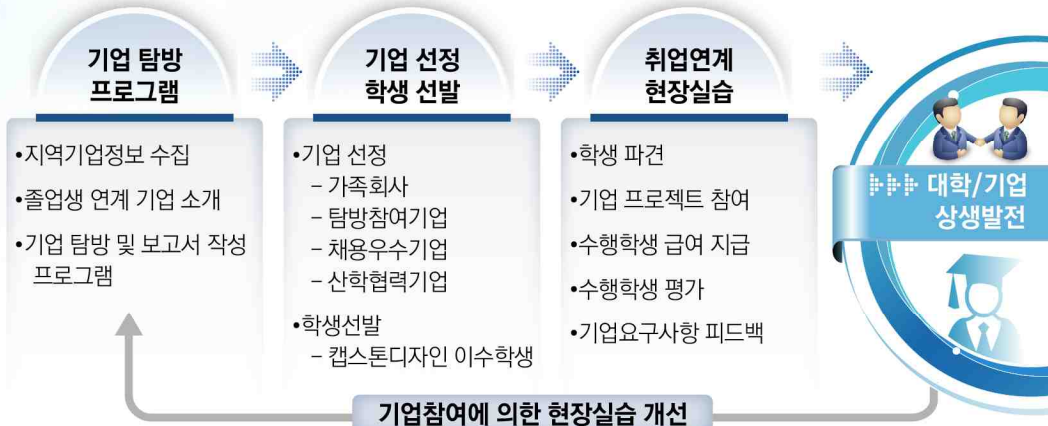 기업 탐방
프로그램
•지역기업정보 수집
•졸업생 연계 기업 소개
•기업 탐방 및 보고서 작성
프로그램
기업 선정
학생 선발
•기업 선정
– 가족회사
– 탐방참여기업
– 채용우수기업
– 산학협력기업
•학생선발
– 캡스톤디자인 이수학생
취업연계
현장실습
•학생 파견
•기업 프로젝트 참여
•수행학생 급여 지급
•수행학생 평가
•기업요구사항 피드백
대학/기업
상생발전
기업참여에 의한 현장실습 개선